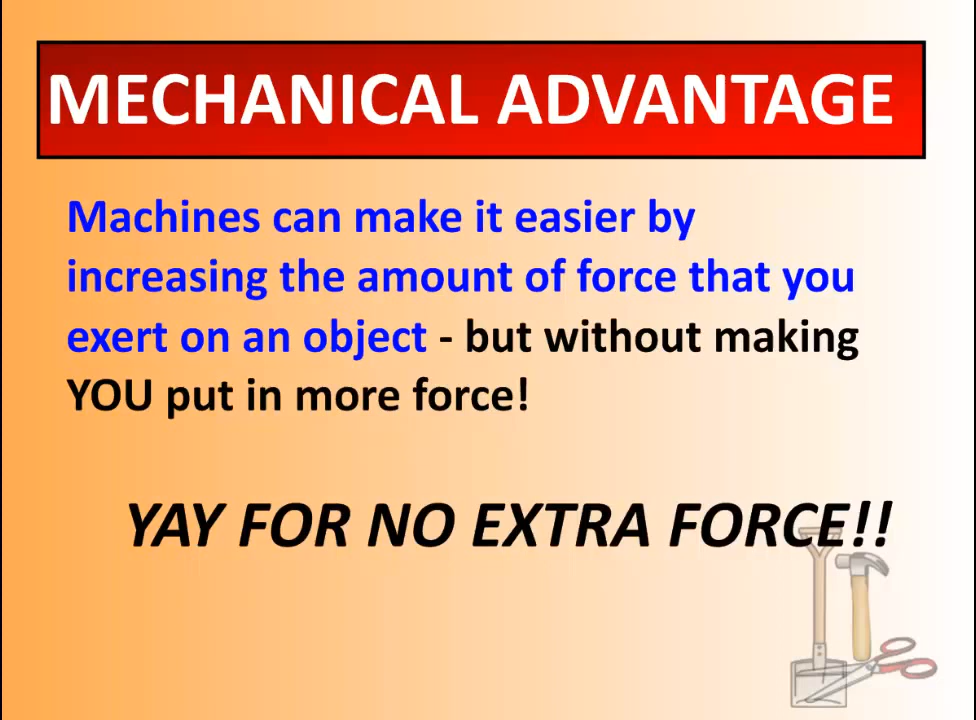 MECHANICAL ADVANTAGE
Machines can make it easier by
increasing the amount of force that you
exert on an object - but without making
YOU put in more force!
YAY FOR NO EXTRA FORCE!!